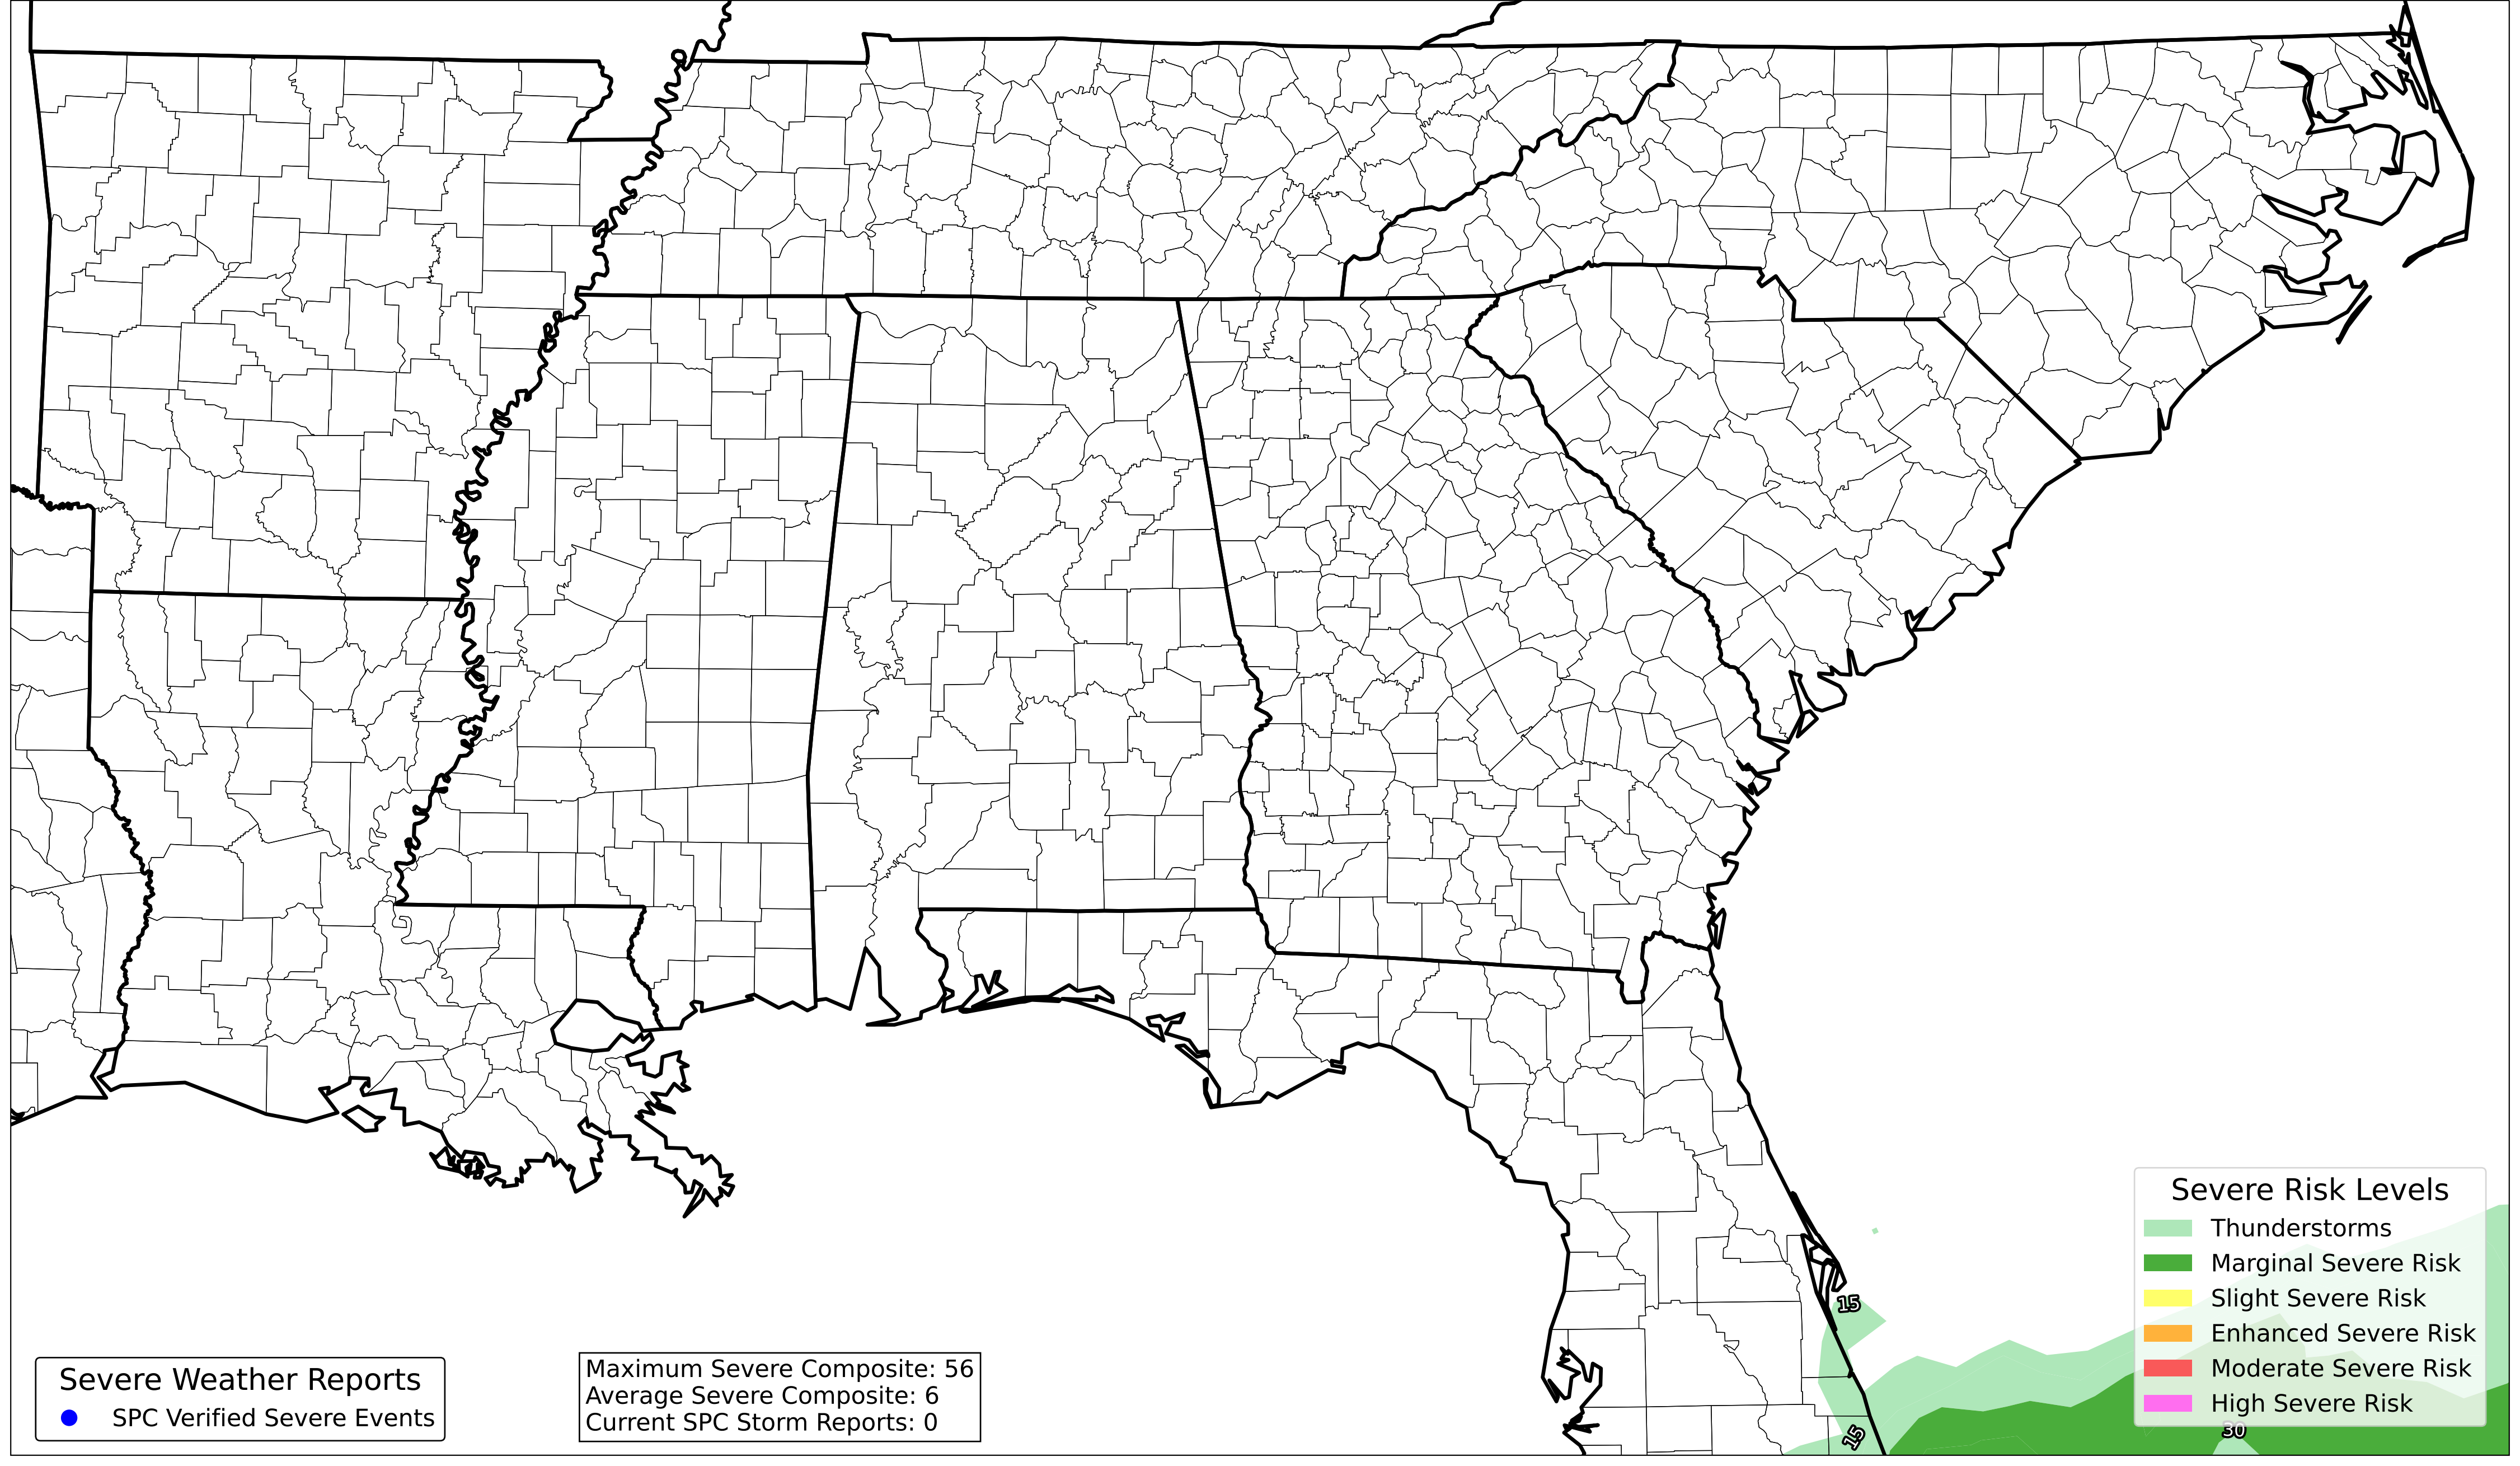 15
Severe Risk Levels
Thunderstorms
Marginal Severe Risk
Slight Severe Risk
Enhanced Severe Risk
Moderate Severe Risk
High Severe Risk
Severe Weather Reports
SPC Verified Severe Events
Maximum Severe Composite: 56
Average Severe Composite: 6
Current SPC Storm Reports: 0
15
30